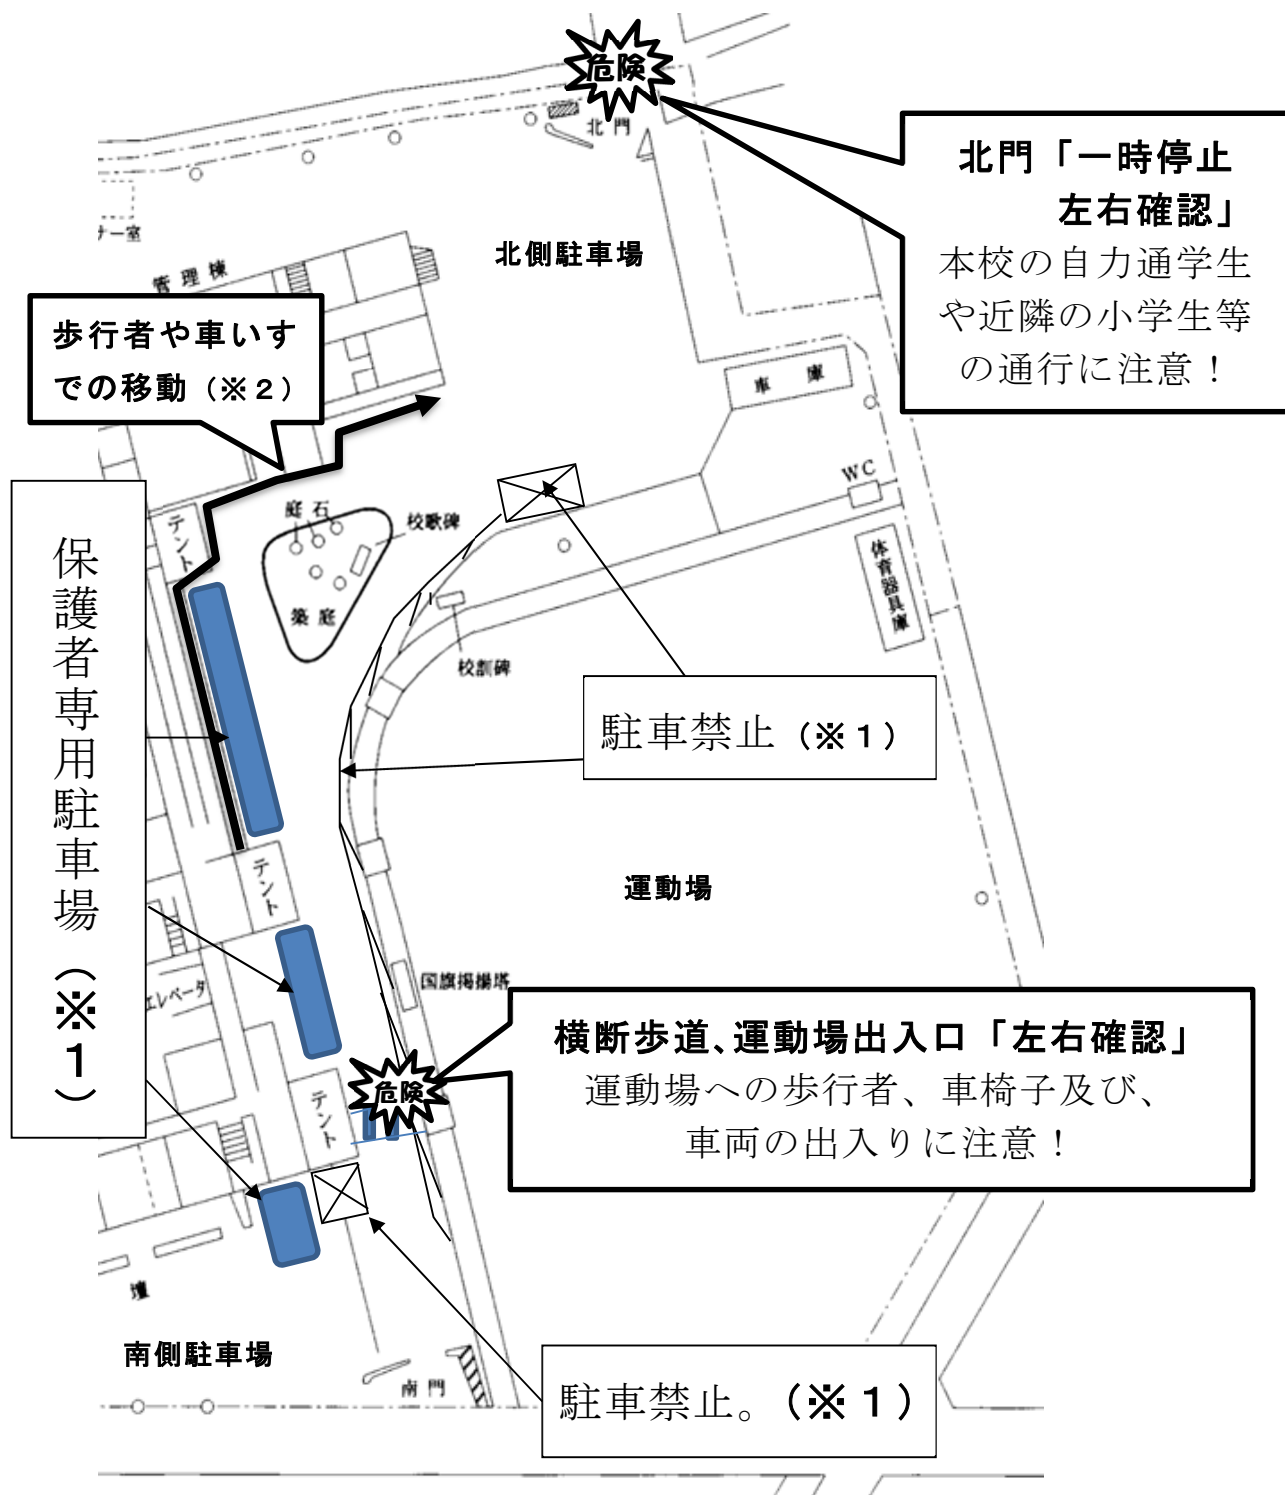 危険
北門
北門「一時停止
左右確認」
本校の自力通学生
や近隣の小学生等
の通行に注意！
ナー室
管理棟
北側駐車場
歩行者や車いす
での移動（※２）
車庫
WC
テント
庭石
校歌碑
築庭
体育器具庫
校訓碑
保護者専用駐車場（※１）
駐車禁止（※１）
テント
運動場
エレベータ
国旗掲揚塔
横断歩道、運動場出入口「左右確認」
運動場への歩行者、車椅子及び、
車両の出入りに注意！
危険
テント
壇
南側駐車場
南門
駐車禁止。（※１）